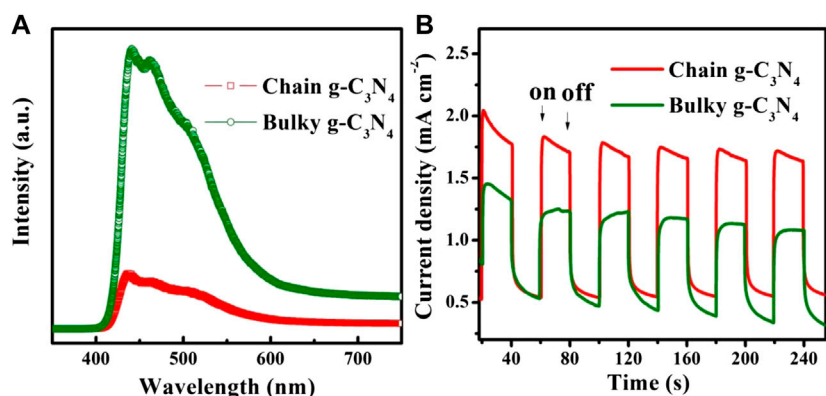 A
Intensity (a.u.)
Chain g-C₃N₄
Bulky g-C₃N₄
400 500 600 700
Wavelength (nm)
B
Current density (mA cm⁻²)
2.5
2.0
1.5
1.0
0.5
Chain g-C₃N₄
Bulky g-C₃N₄
on off
40 80 120 160 200 240
Time (s)